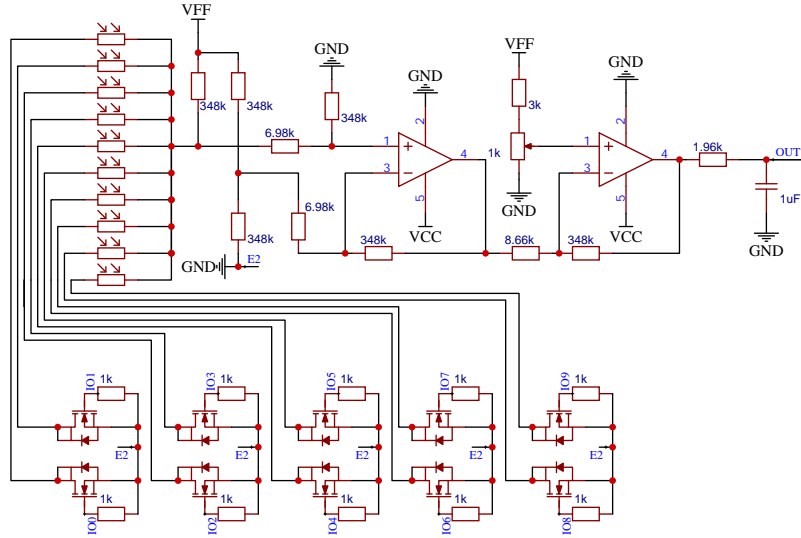 VFF
GND
VFF
GND
GND
348k
348k
348k
3k
6.98k
1
2
4
3
5
1k
1
2
4
3
5
1.96k
OUT
1uF
6.98k
348k
GND
E2
VCC
348k
8.66k
348k
GND
VCC
GND
IO1
1k
IO3
1k
IO5
1k
IO7
1k
IO9
1k
E2
E2
E2
E2
E2
1k
1k
1k
1k
1k
IO0
IO2
IO4
IO6
IO8